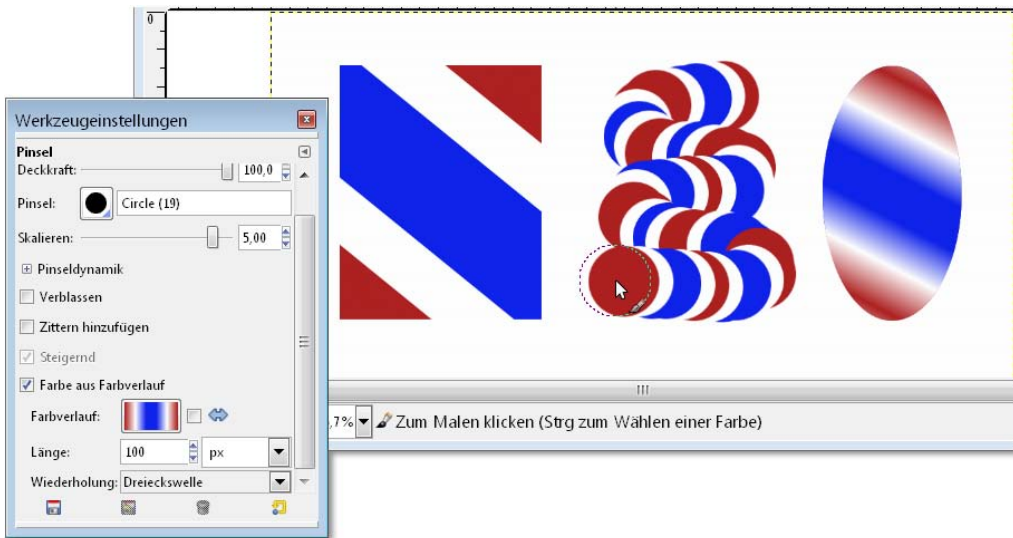 0
Werkzeugeinstellungen
Pinsel
Deckkraft: 100,0
Pinsel: Circle (19)
Skalieren: 5,00
Pinseldynamik
Verblassen
Zittern hinzufügen
Steigernd
Farbe aus Farbverlauf
Farbverlauf:
Länge: 100 px
Wiederholung: Dreieckswelle
,7% Zum Malen klicken (Strg zum Wählen einer Farbe)